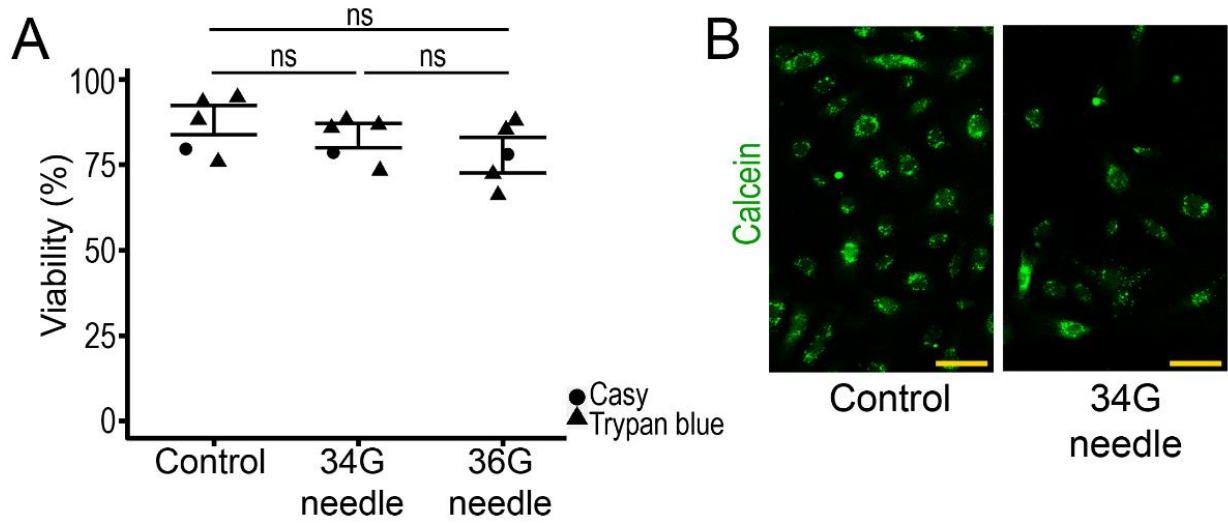 A
ns
ns
ns
100
75
50
25
0
Viability (%)
Casy
Trypan blue
Control
34G
needle
36G
needle
B
Calcein
Control
34G
needle